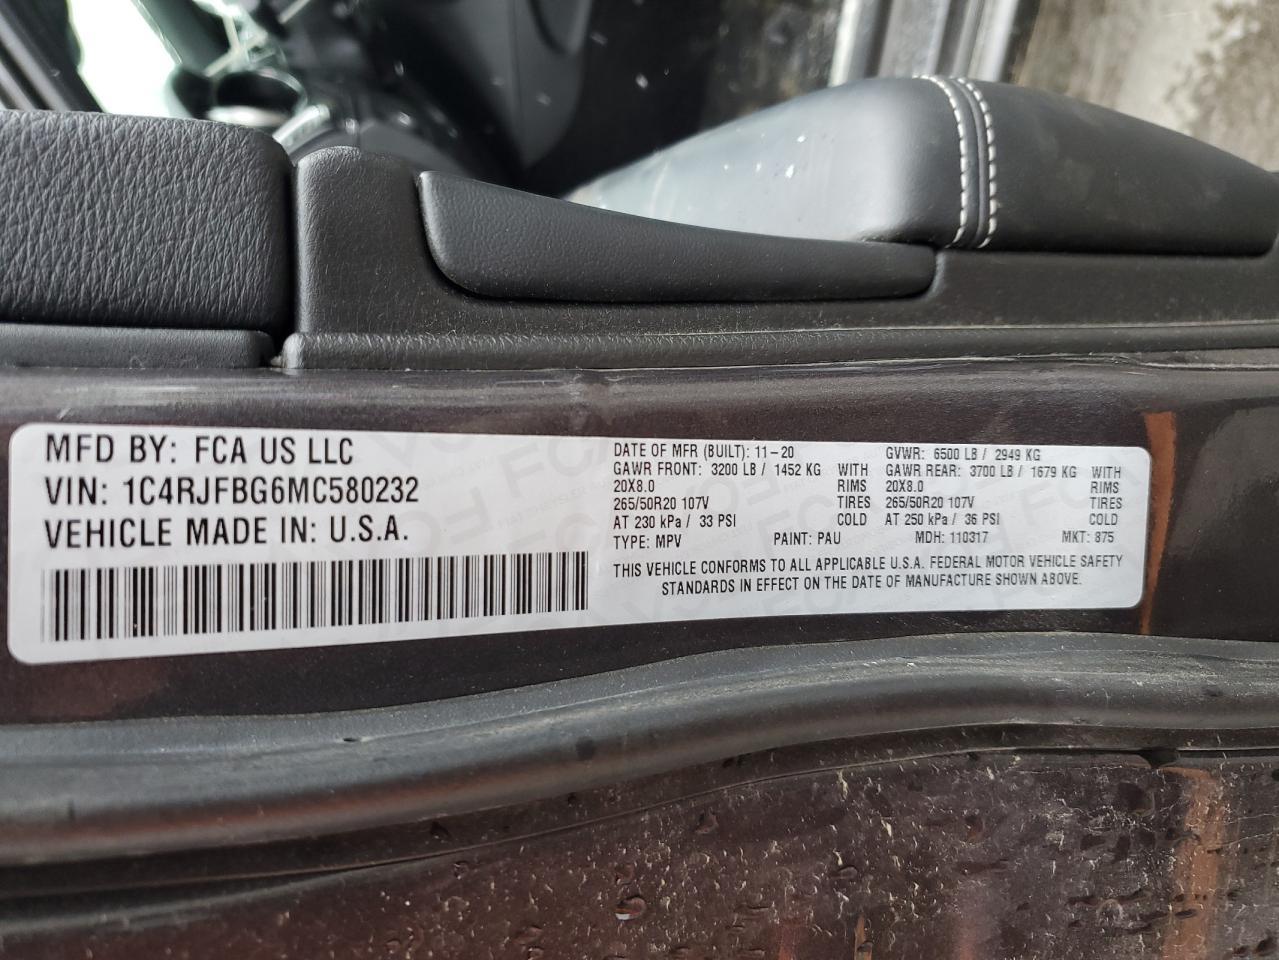 MFD BY: FCA US LLC
VIN: 1C4RJFBG6MC580232
VEHICLE MADE IN: U.S.A.
DATE OF MFR (BUILT): 11-20 GVWR: 6500 LB / 2949 KG
GAWR FRONT: 3200 LB / 1452 KG WITH GAWR REAR: 3700 LB / 1679 KG WITH
20X8.0 RIMS 20X8.0 RIMS
265/50R20 107V TIRES 265/50R20 107V TIRES
AT 230 kPa / 33 PSI COLD AT 250 kPa / 36 PSI COLD
TYPE: MPV PAINT: PAU MDH: 110317 MKT: 875
THIS VEHICLE CONFORMS TO ALL APPLICABLE U.S.A. FEDERAL MOTOR VEHICLE SAFETY
STANDARDS IN EFFECT ON THE DATE OF MANUFACTURE SHOWN ABOVE.